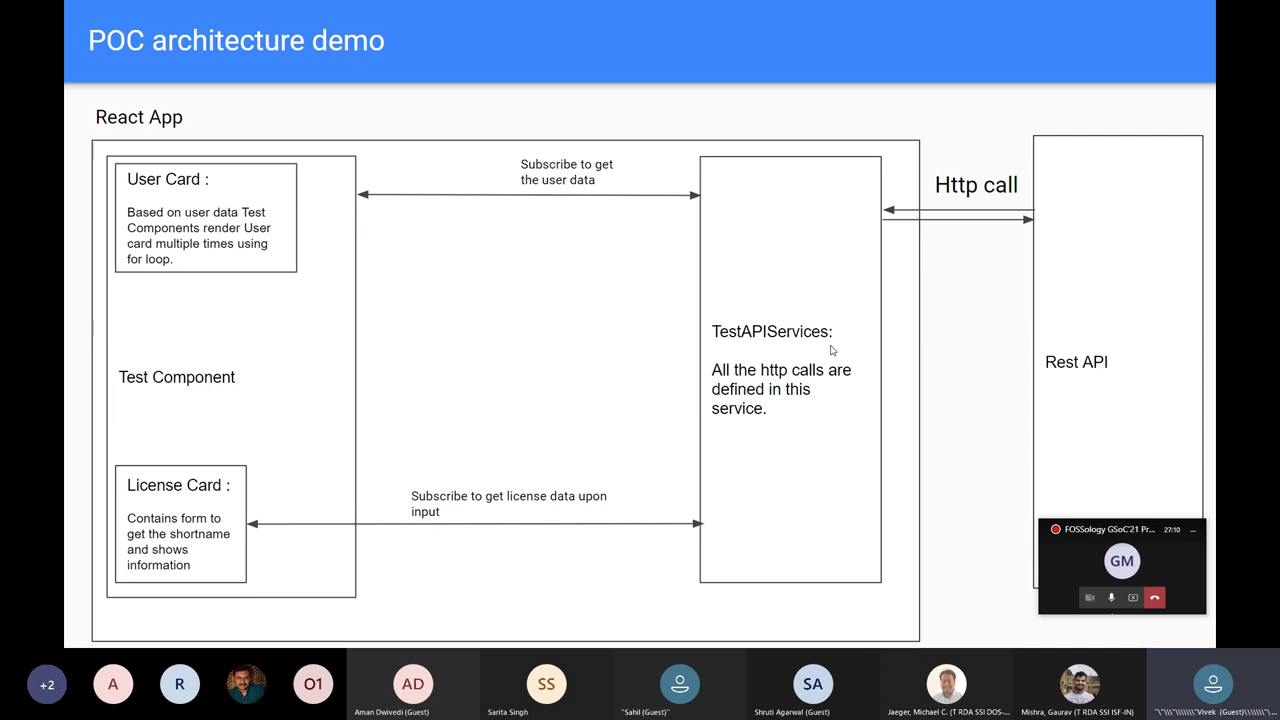 POC architecture demo
React App
User Card :
Based on user data Test
Components render User
card multiple times using
for loop.
Subscribe to get
the user data
Http call
TestAPIServices:
All the http calls are
defined in this
service.
Test Component
Rest API
License Card :
Contains form to
get the shortname
and shows
information
Subscribe to get license data upon
input
FOSSology GSoC'21 Pr... 27:10
GM
+2
A
R
O1
AD
SS
SA
Aman Dwivedi (Guest)
Sarita Singh
"Sahil (Guest)"
Shruti Agarwal (Guest)
Jaeger, Michael C. (T RDA SSI DOS-...
Mishra, Gaurav (T RDA SSI ISF-IN)
Vivek (Guest)